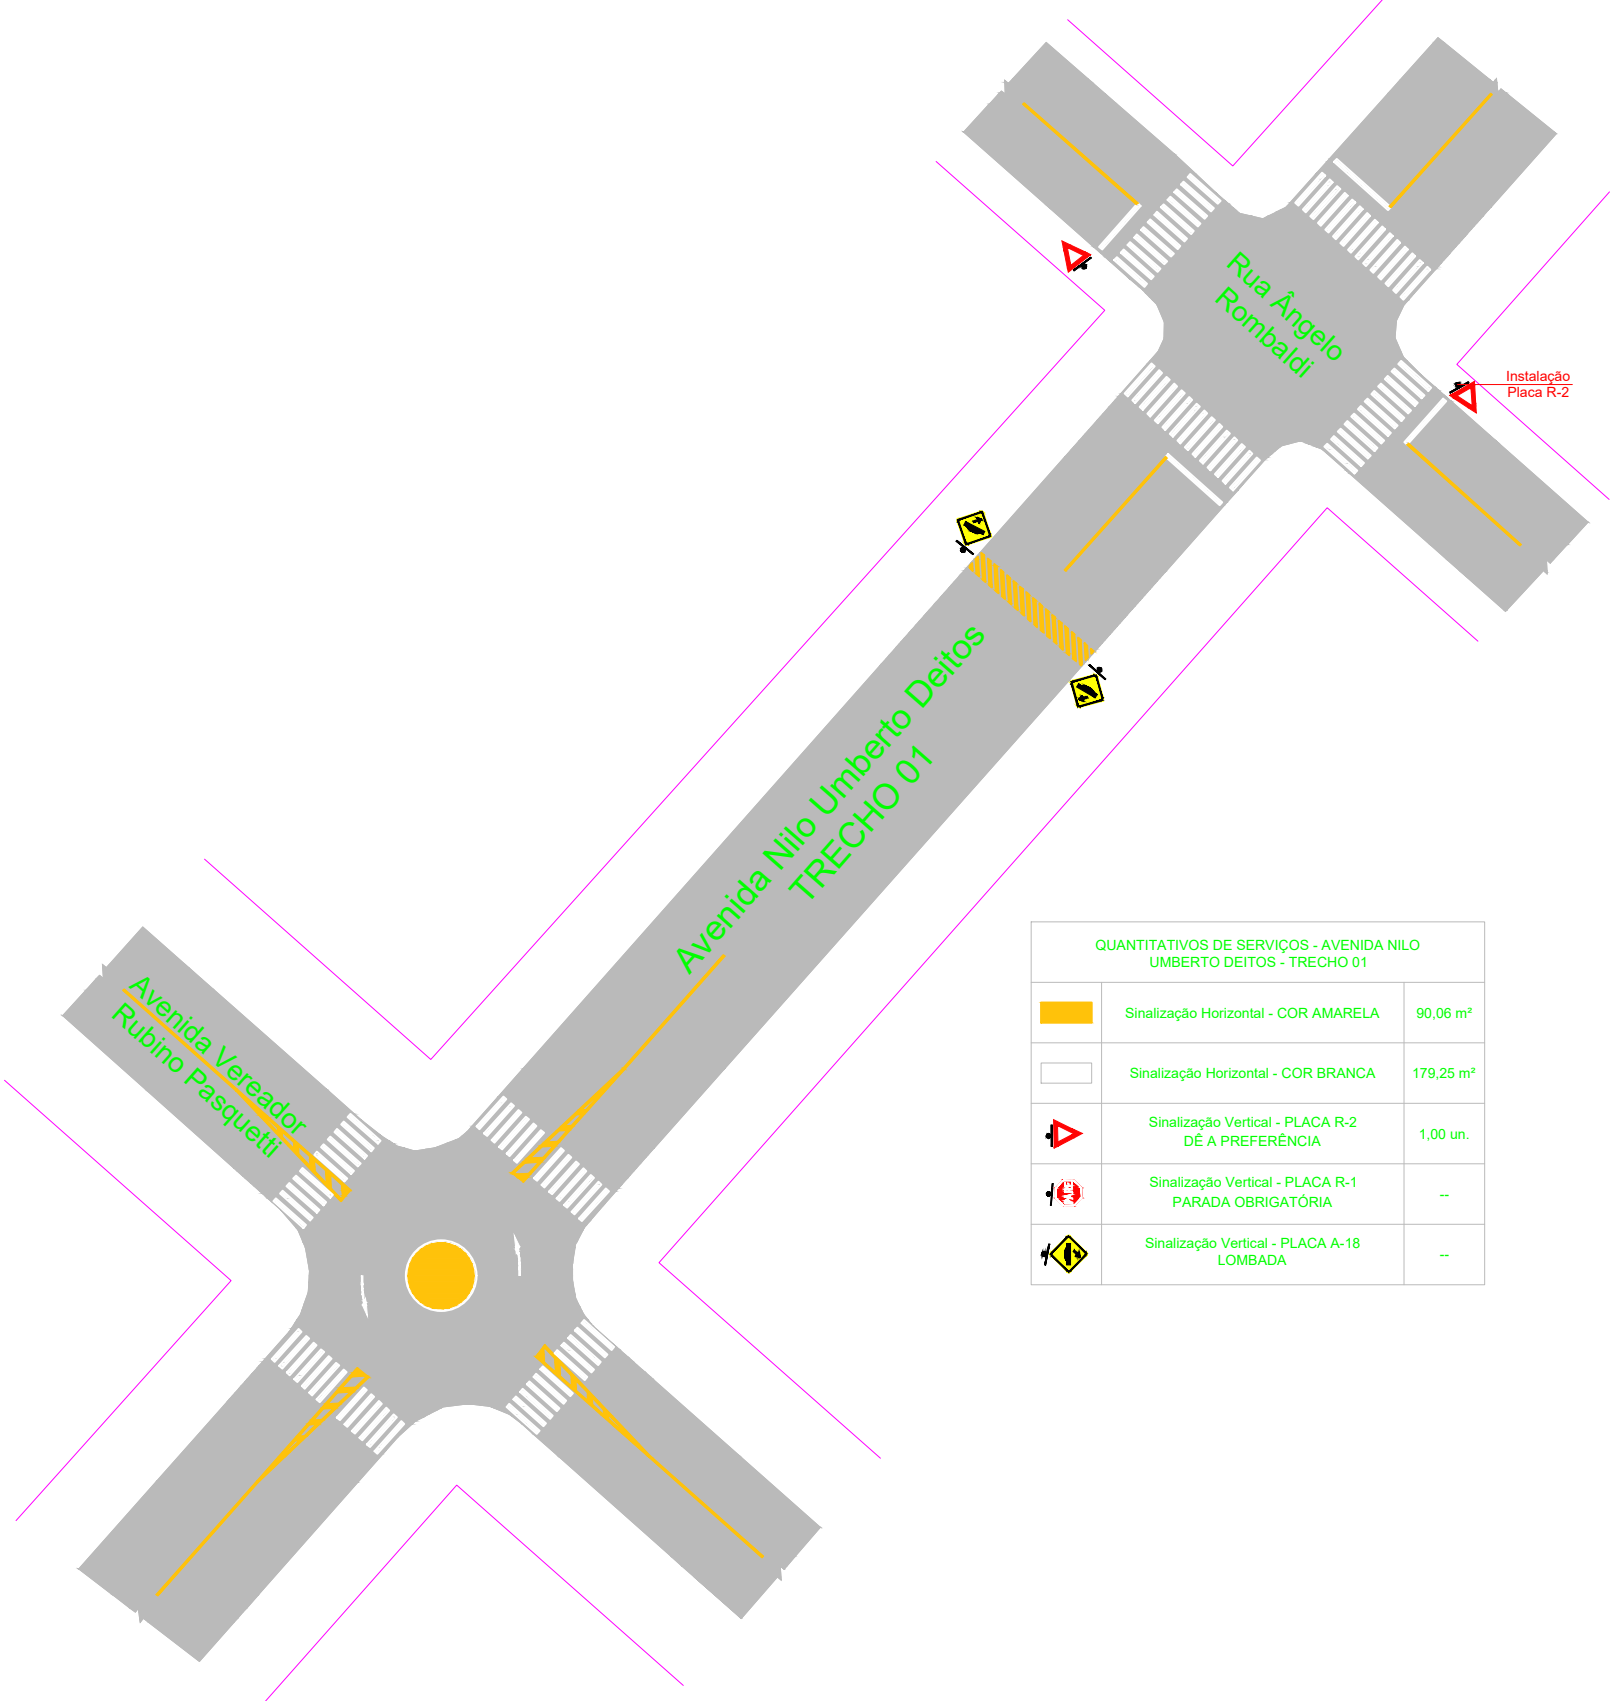 Rua Ângelo
Rombaldi
Instalação
Placa R-2
Avenida Nilo Umberto Deitos
TRECHO 01
Avenida Vereador
Rubino Pasquetti
QUANTITATIVOS DE SERVIÇOS - AVENIDA NILO
UMBERTO DEITOS - TRECHO 01
Sinalização Horizontal - COR AMARELA 90,06 m²
Sinalização Horizontal - COR BRANCA 179,25 m²
Sinalização Vertical - PLACA R-2
DÊ A PREFERÊNCIA 1,00 un.
Sinalização Vertical - PLACA R-1
PARADA OBRIGATÓRIA --
Sinalização Vertical - PLACA A-18
LOMBADA --